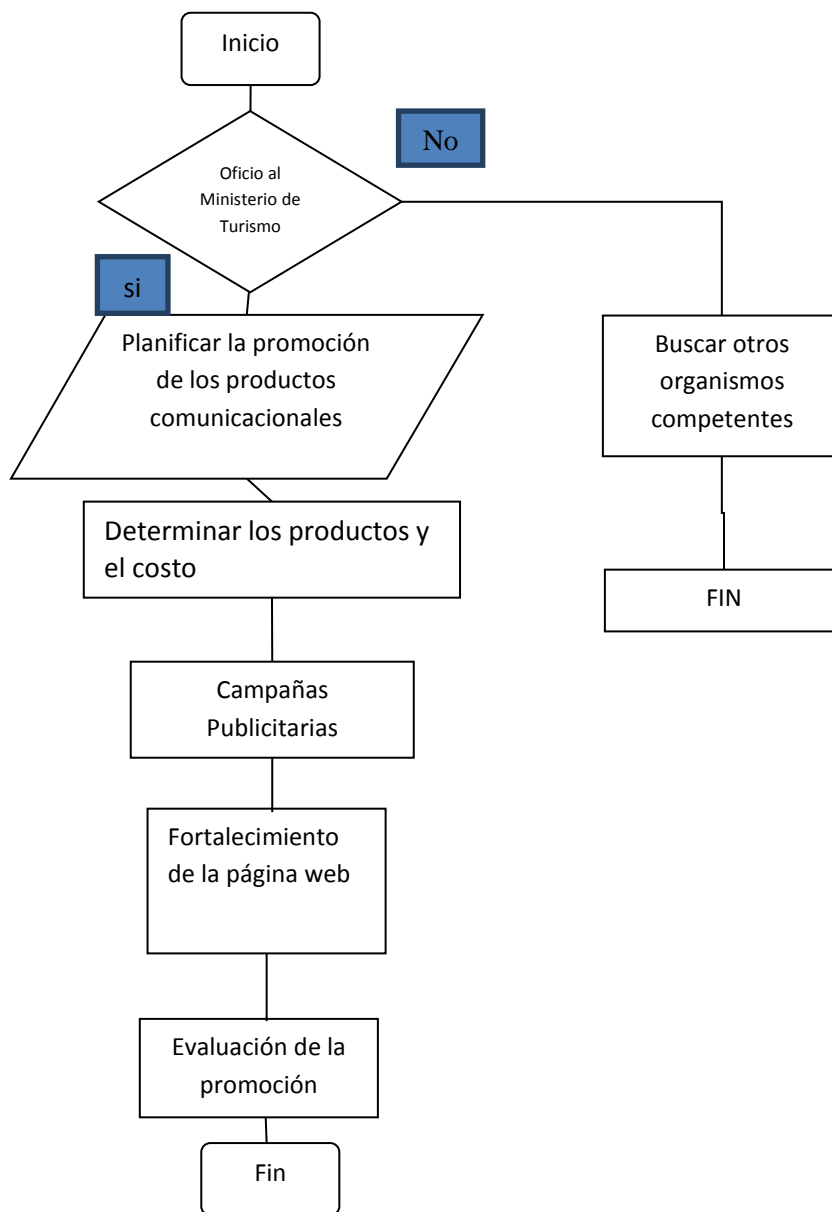 Inicio
No
Oficio al
Ministerio de
Turismo
si
Planificar la promoción
de los productos
comunicacionales
Buscar otros
organismos
competentes
Determinar los productos y
el costo
FIN
Campañas
Publicitarias
Fortalecimiento
de la página web
Evaluación de la
promoción
Fin